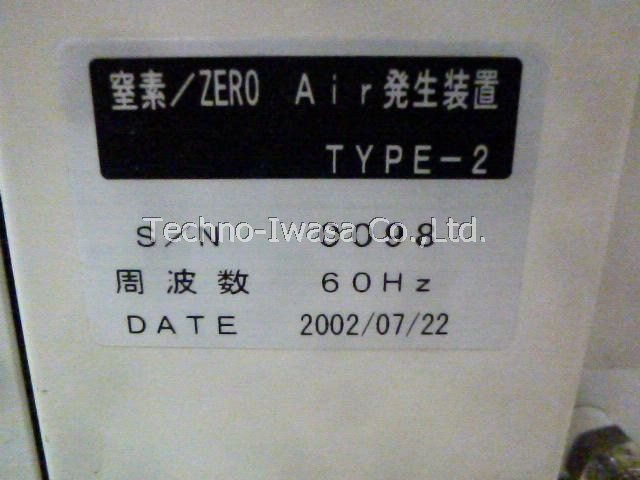 窒素／ZERO Air発生装置
TYPE－2
S／N 0098
Techno-Iwasa Co.,Ltd.
周波数 60Hz
DATE 2002/07/22